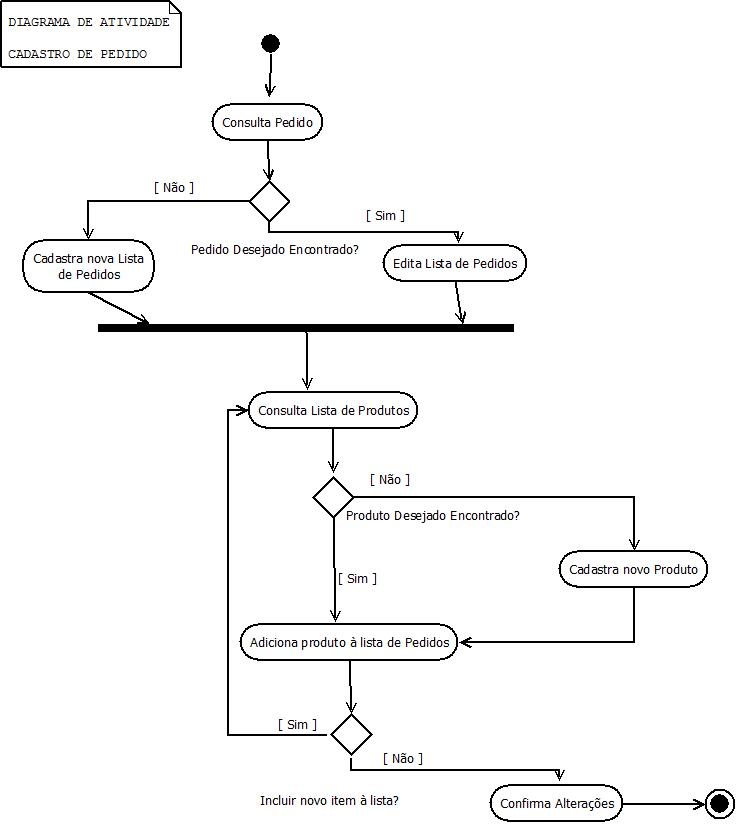 DIAGRAMA DE ATIVIDADE
CADASTRO DE PEDIDO
Consulta Pedido
[ Não ]
[ Sim ]
Pedido Desejado Encontrado?
Cadastra nova Lista
de Pedidos
Edita Lista de Pedidos
Consulta Lista de Produtos
[ Não ]
Produto Desejado Encontrado?
Cadastra novo Produto
[ Sim ]
Adiciona produto à lista de Pedidos
[ Sim ]
[ Não ]
Incluir novo item à lista?
Confirma Alterações